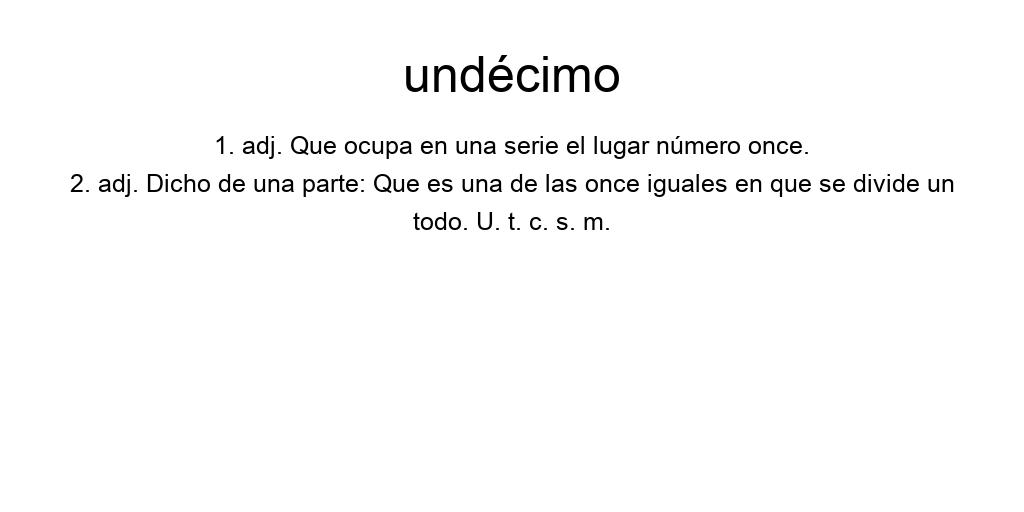 undécimo
1. adj. Que ocupa en una serie el lugar número once.
2. adj. Dicho de una parte: Que es una de las once iguales en que se divide un
todo. U. t. c. s. m.